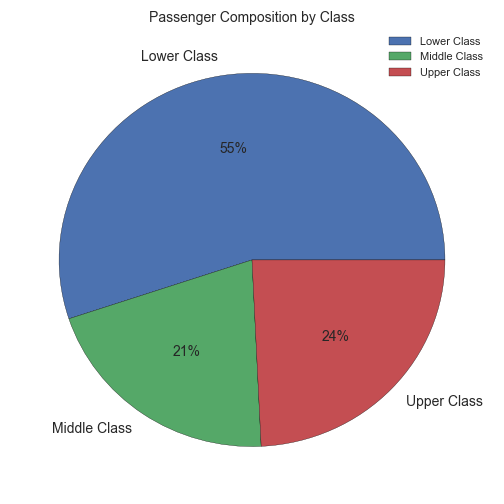 Passenger Composition by Class
Lower Class
Middle Class
Upper Class
Lower Class
55%
24%
21%
Upper Class
Middle Class